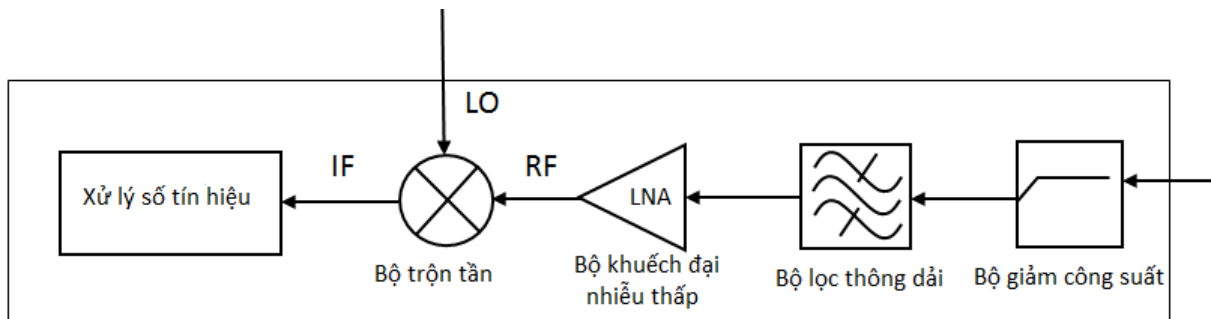 LO
IF
RF
Xử lý số tín hiệu
LNA
Bộ trộn tần
Bộ khuếch đại
nhiễu thấp
Bộ lọc thông dải
Bộ giảm công suất